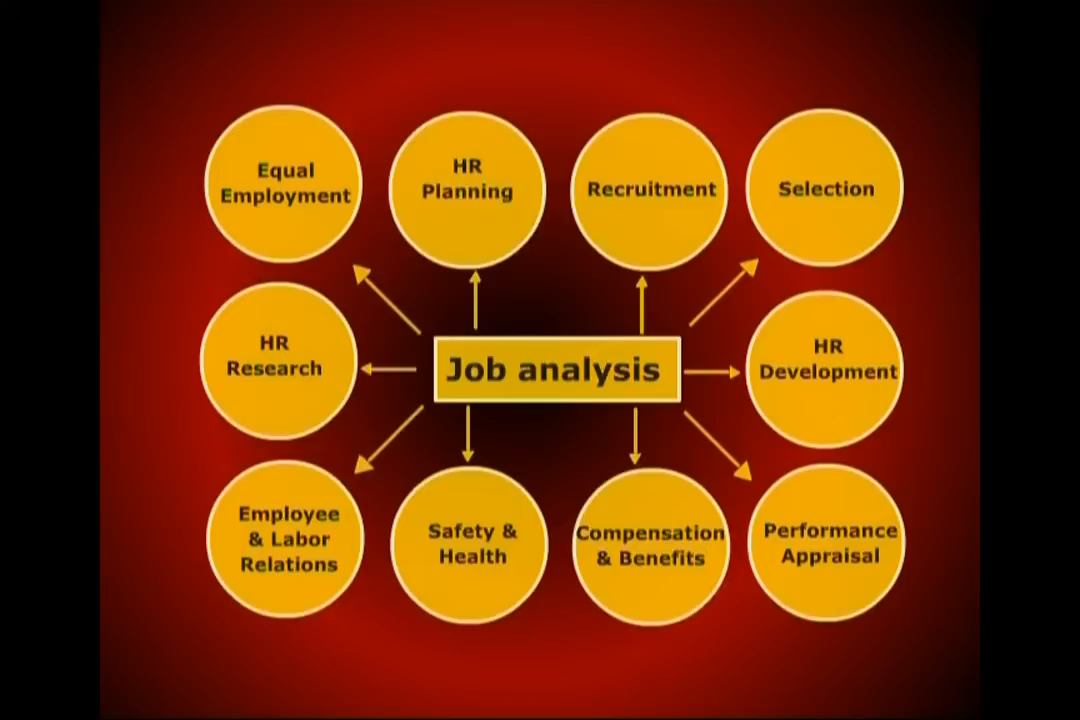 Equal
Employment
HR
Planning
Recruitment
Selection
HR
Research
Job analysis
HR
Development
Employee
& Labor
Relations
Safety &
Health
Compensation
& Benefits
Performance
Appraisal